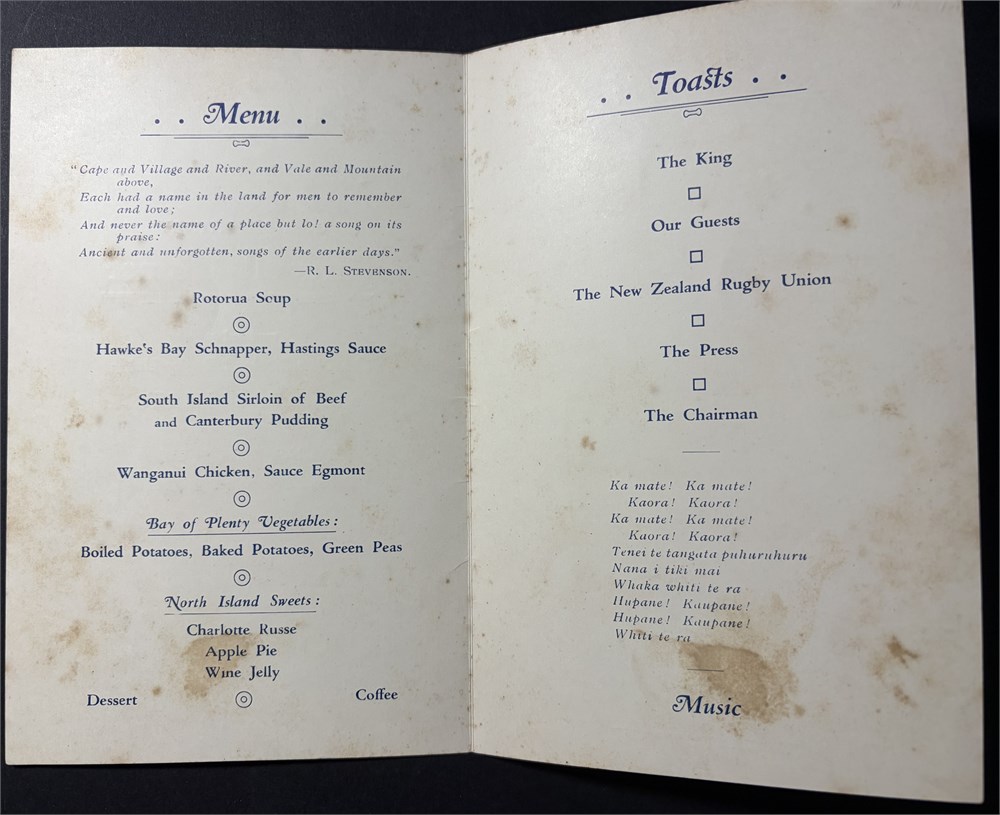 . . Menu . .
“Cape and Village and River, and Vale and Mountain
above,
Each had a name in the land for men to remember
and love;
And never the name of a place but lo! a song on its
praise:
Ancient and unforgotten, songs of the earlier days.”
—R. L. Stevenson.
Rotorua Soup
Hawke's Bay Schnapper, Hastings Sauce
South Island Sirloin of Beef
and Canterbury Pudding
Wanganui Chicken, Sauce Egmont
Bay of Plenty Vegetables:
Boiled Potatoes, Baked Potatoes, Green Peas
North Island Sweets:
Charlotte Russe
Apple Pie
Wine Jelly
Dessert Coffee
. . Toasts . .
The King
Our Guests
The New Zealand Rugby Union
The Press
The Chairman
Ka mate! Ka mate!
Kaora! Kaora!
Ka mate! Ka mate!
Kaora! Kaora!
Tenei te tangata puhuruhuru
Nana i tiki mai
Whaka whiti te ra
Hupane! Kaupane!
Hupane! Kaupane!
Whiti te ra
Music